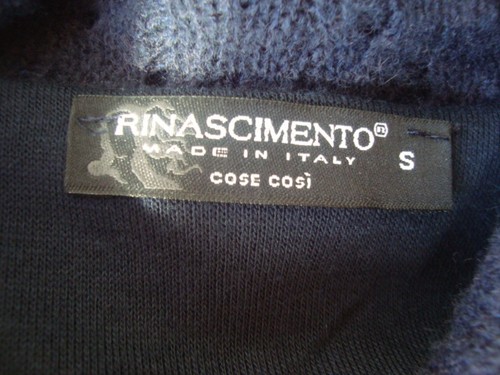 RINASCIMENTO®
MADE IN ITALY
S
COSE COSÌ